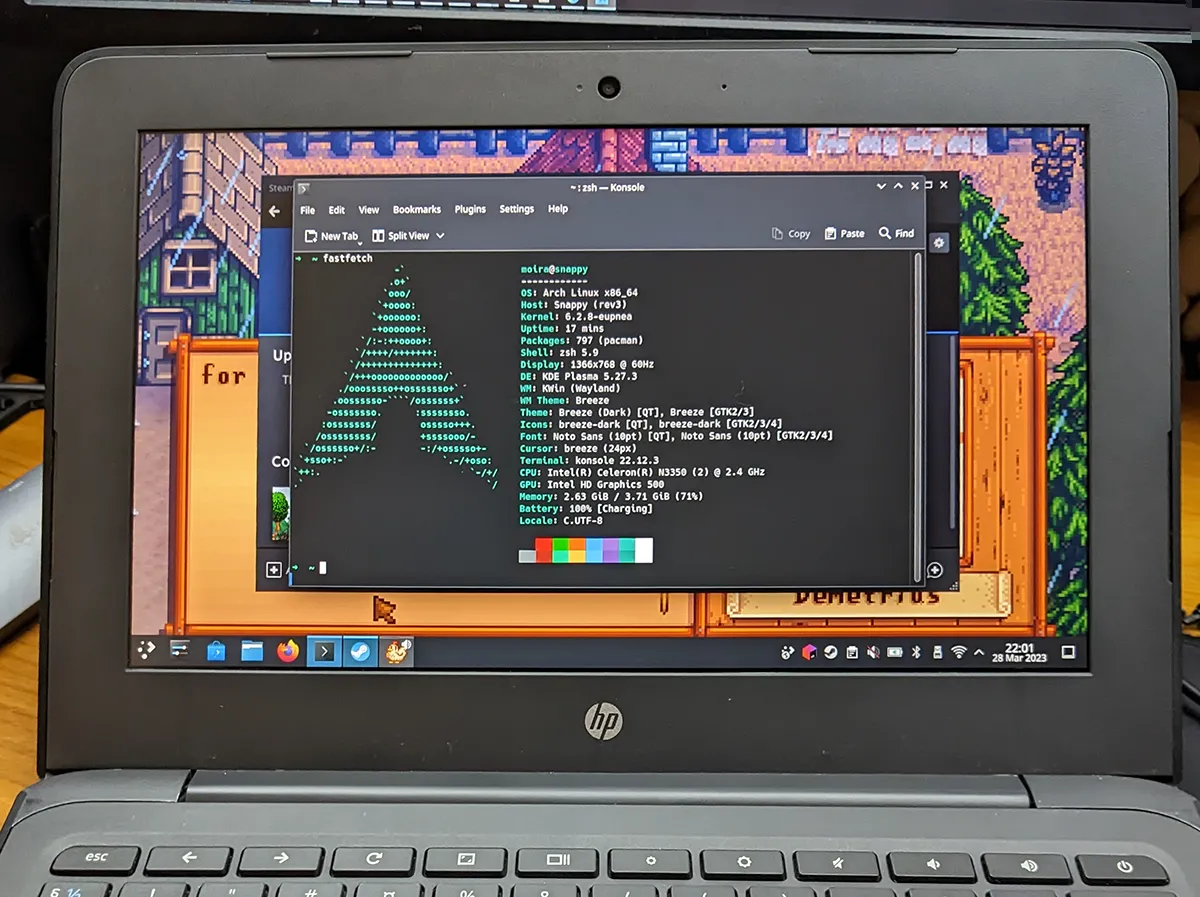 Steam
~ : zsh — Konsole
File Edit View Bookmarks Plugins Settings Help
New Tab Split View Copy Paste Find
~ fastfetch
moira@snappy
------------
OS: Arch Linux x86_64
Host: Snappy (rev3)
Kernel: 6.2.8-eupnea
Uptime: 17 mins
Packages: 797 (pacman)
Shell: zsh 5.9
Display: 1366x768 @ 60Hz
DE: KDE Plasma 5.27.3
WM: KWin (Wayland)
WM Theme: Breeze
Theme: Breeze (Dark) [QT], Breeze [GTK2/3]
Icons: breeze-dark [QT], breeze-dark [GTK2/3/4]
Font: Noto Sans (10pt) [QT], Noto Sans (10pt) [GTK2/3/4]
Cursor: breeze (24px)
Terminal: konsole 22.12.3
CPU: Intel(R) Celeron(R) N3350 (2) @ 2.4 GHz
GPU: Intel HD Graphics 500
Memory: 2.63 GiB / 3.71 GiB (71%)
Battery: 100% [Charging]
Locale: C.UTF-8
~
Up
for
Co
Demetrius
22:01
28 Mar 2023
hp
esc